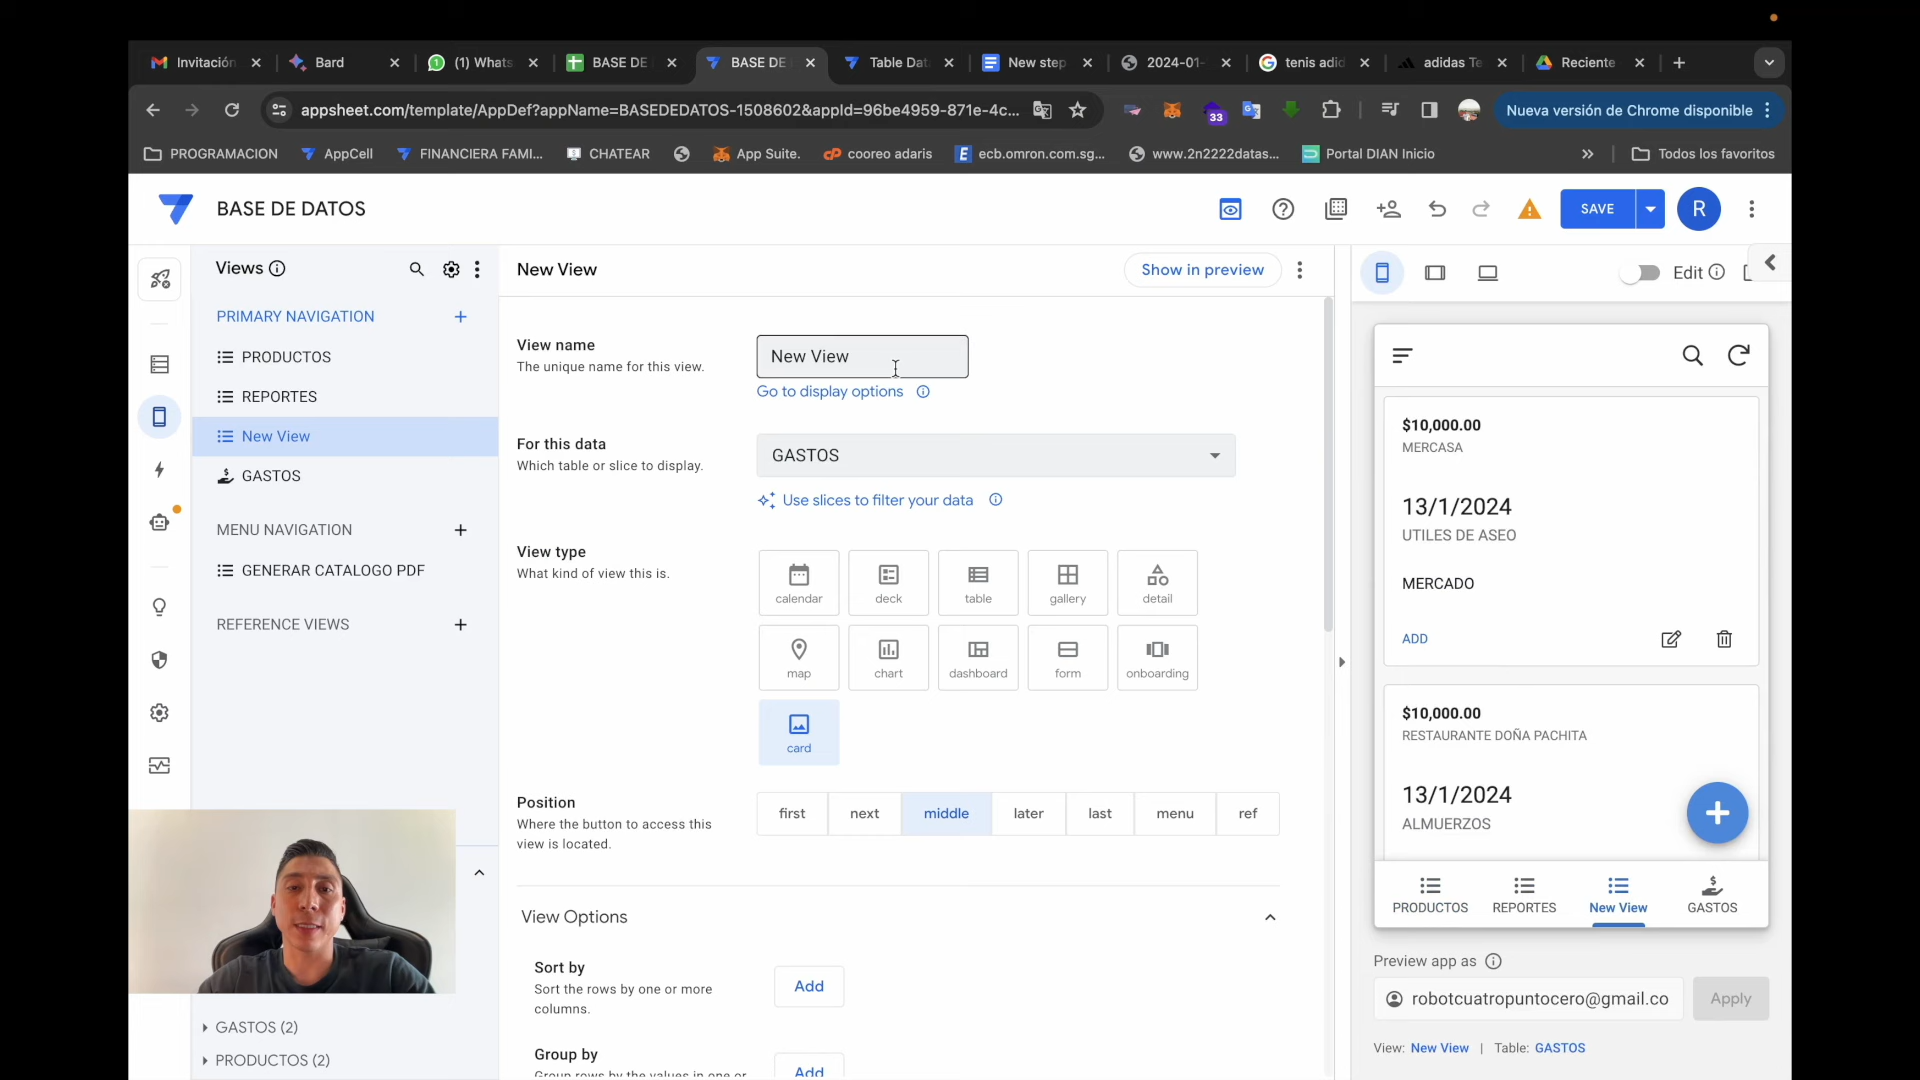 Invitación
Bard
(1) Whats
BASE DE
BASE DE
Table Dat
New step
2024-01-
tenis adid
adidas Te
Reciente
appsheet.com/template/AppDef?appName=BASEDEDATOS-1508602&appId=96be4959-871e-4c...
33
Nueva versión de Chrome disponible
PROGRAMACION
AppCell
FINANCIERA FAMI...
CHATEAR
App Suite.
cooreo adaris
ecb.omron.com.sg...
www.2n2222datas...
Portal DIAN Inicio
Todos los favoritos
BASE DE DATOS
SAVE
R
Views
New View
Show in preview
Edit
PRIMARY NAVIGATION
PRODUCTOS
REPORTES
New View
GASTOS
MENU NAVIGATION
GENERAR CATALOGO PDF
REFERENCE VIEWS
GASTOS (2)
PRODUCTOS (2)
View name
The unique name for this view.
New View
Go to display options
For this data
Which table or slice to display.
GASTOS
Use slices to filter your data
View type
What kind of view this is.
calendar
deck
table
gallery
detail
map
chart
dashboard
form
onboarding
card
Position
Where the button to access this
view is located.
first
next
middle
later
last
menu
ref
View Options
Sort by
Sort the rows by one or more
columns.
Add
Group by
Group rows by the values in one or
Add
$10,000.00
MERCASA
13/1/2024
UTILES DE ASEO
MERCADO
ADD
$10,000.00
RESTAURANTE DOÑA PACHITA
13/1/2024
ALMUERZOS
PRODUCTOS
REPORTES
New View
GASTOS
Preview app as
robotcuatropuntocero@gmail.co
Apply
View: New View | Table: GASTOS